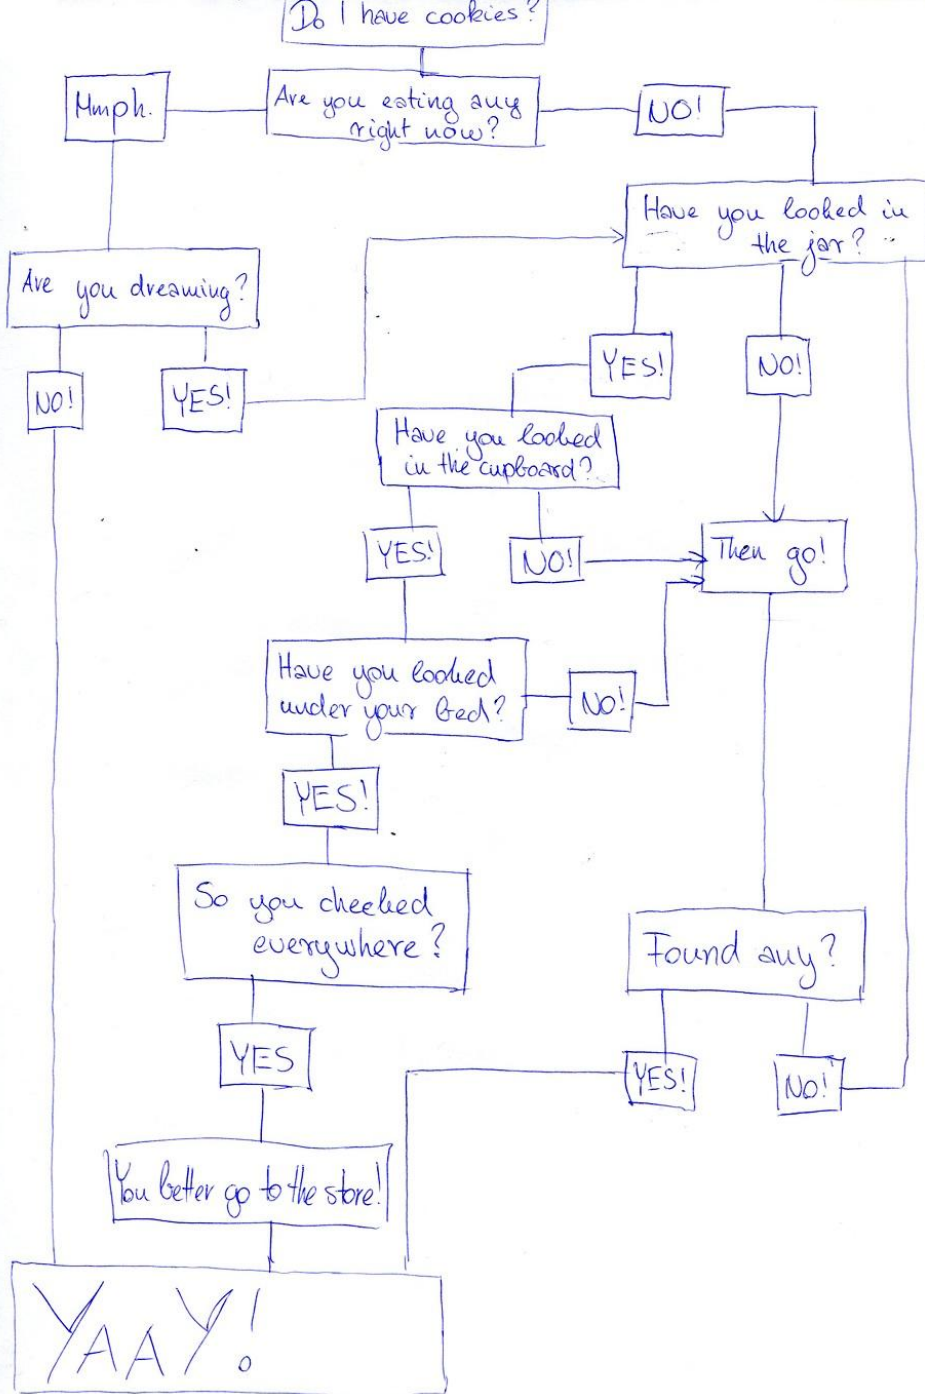 Do I have cookies?
Mmph.
Are you eating any
right now?
NO!
Have you looked in
the jar?
Are you dreaming?
NO!
YES!
YES!
NO!
Have you looked
in the cupboard?
YES!
NO!
Then go!
Have you looked
under your bed?
NO!
YES!
So you checked
everywhere?
Found any?
YES
YES!
NO!
You better go to the store!
YAAY!